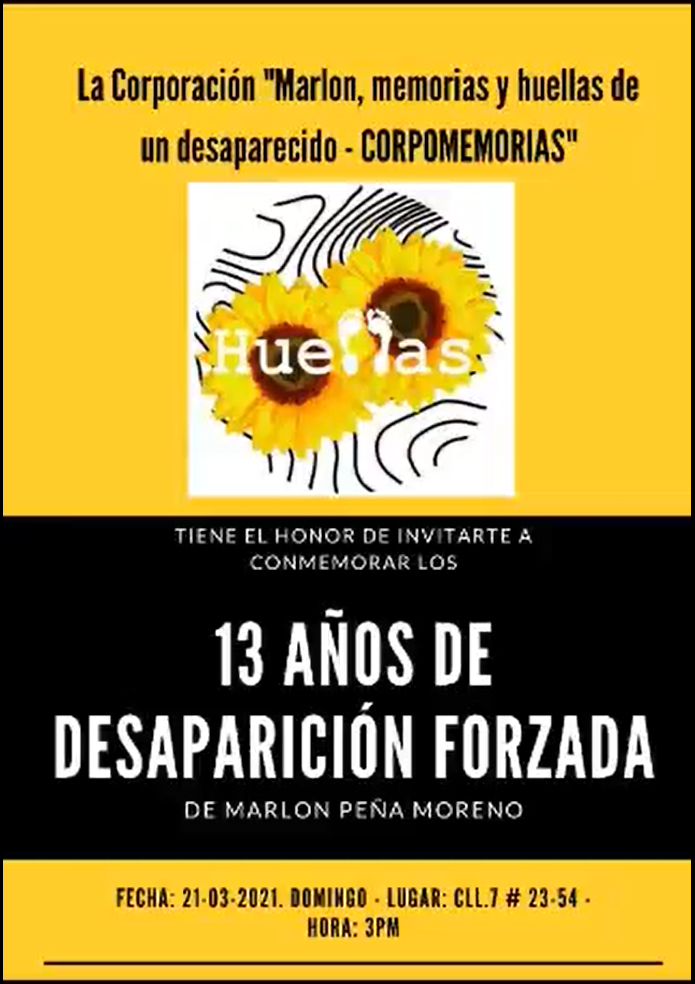 La Corporación "Marlon, memorias y huellas de
un desaparecido - CORPOMEMORIAS"
Huellas
TIENE EL HONOR DE INVITARTE A
CONMEMORAR LOS
13 AÑOS DE
DESAPARICIÓN FORZADA
DE MARLON PEÑA MORENO
FECHA: 21-03-2021. DOMINGO - LUGAR: CLL.7 # 23-54 -
HORA: 3PM